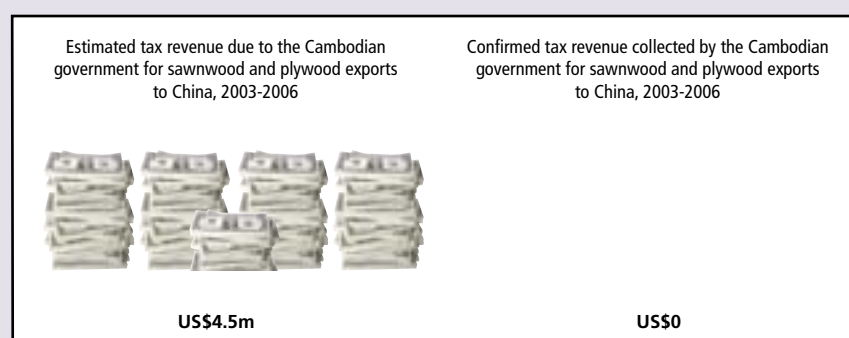 Estimated tax revenue due to the Cambodian
government for sawnwood and plywood exports
to China, 2003-2006
US$4.5m
Confirmed tax revenue collected by the Cambodian
government for sawnwood and plywood exports
to China, 2003-2006
US$0